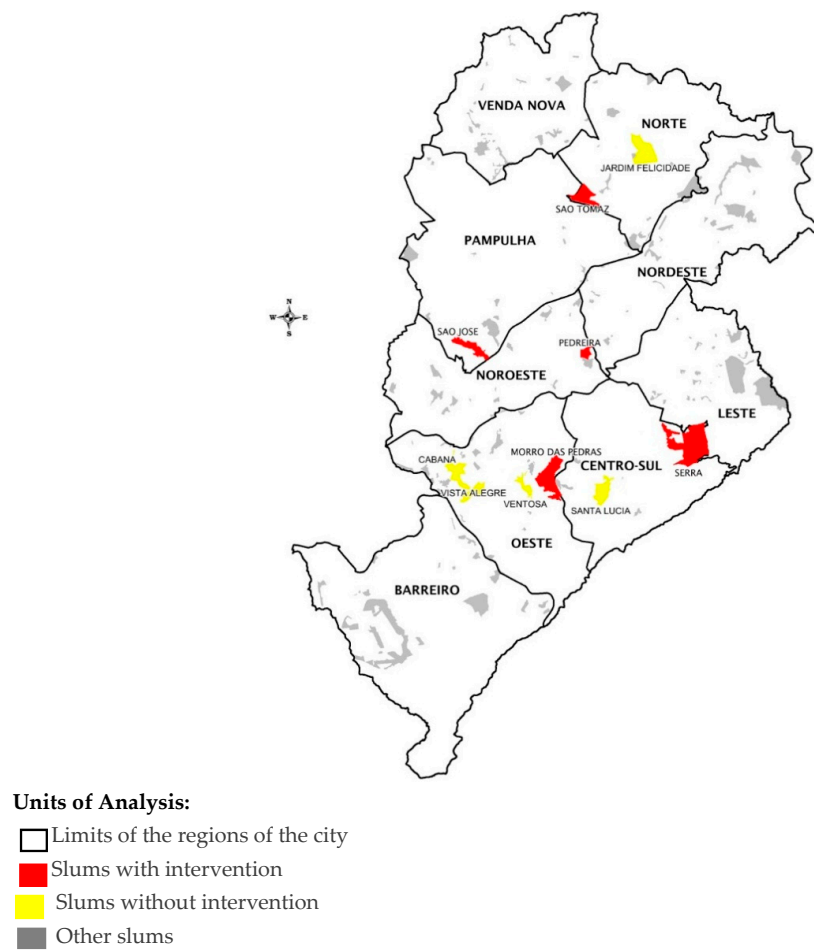 VENDA NOVA
NORTE
JARDIM FELICIDADE
SAO TOMAZ
PAMPULHA
NORDESTE
N
W E
S
SAO JOSE
PEDREIRA
NOROESTE
LESTE
MORRO DAS PEDRAS
CABANA
CENTRO-SUL
SERRA
VISTA ALEGRE
VENTOSA
SANTA LUCIA
OESTE
BARREIRO
Units of Analysis:
Limits of the regions of the city
Slums with intervention
Slums without intervention
Other slums